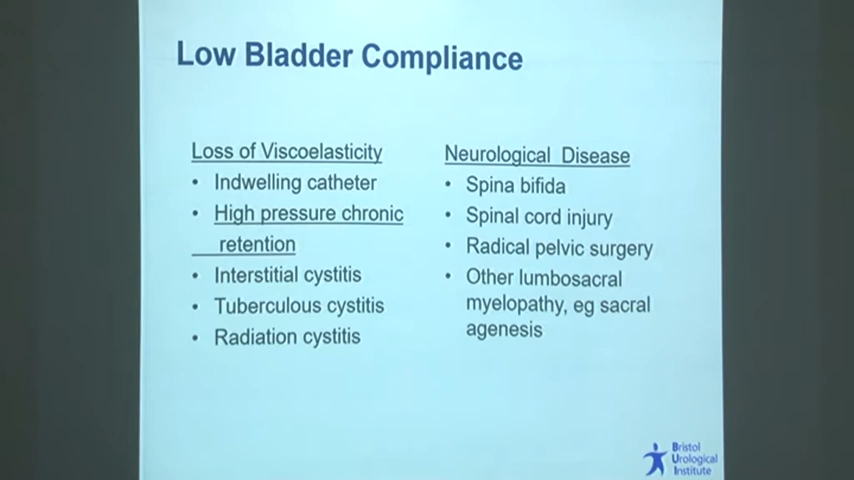 Low Bladder Compliance
Loss of Viscoelasticity
• Indwelling catheter
• High pressure chronic
retention
• Interstitial cystitis
• Tuberculous cystitis
• Radiation cystitis
Neurological Disease
• Spina bifida
• Spinal cord injury
• Radical pelvic surgery
• Other lumbosacral
myelopathy, eg sacral
agenesis
Bristol
Urological
Institute